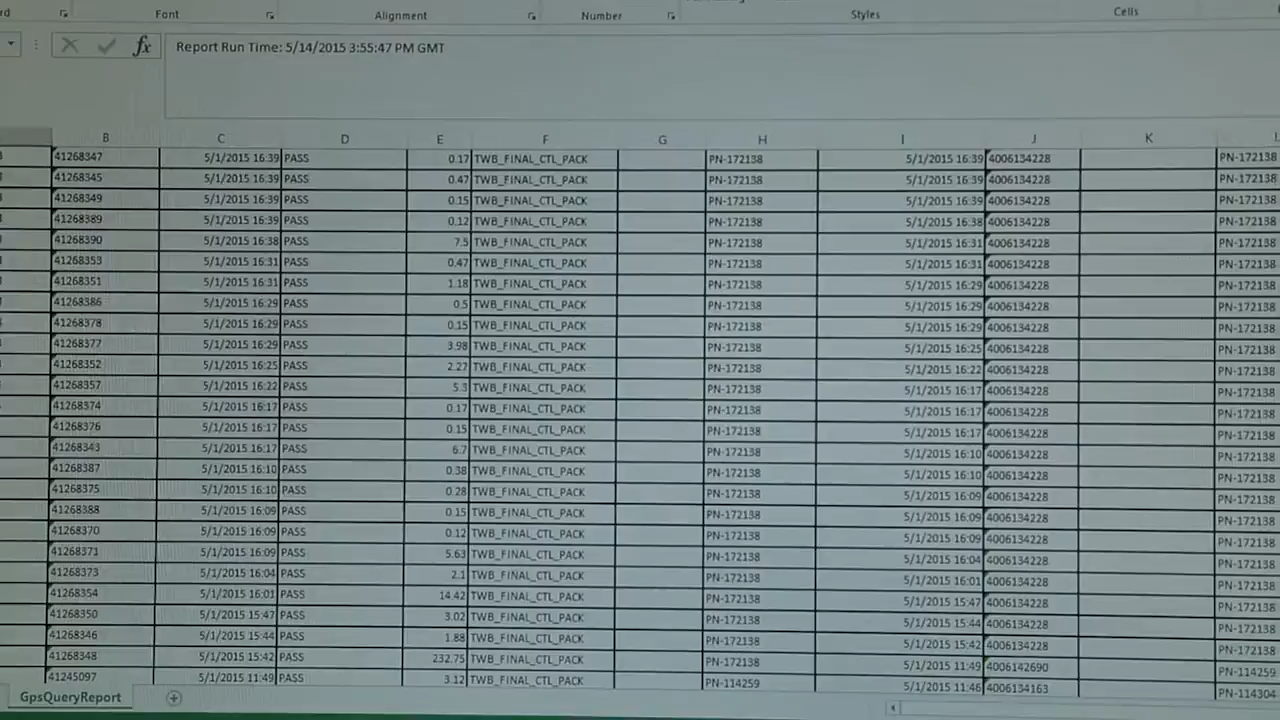 Font Alignment Number Styles Cells
fx Report Run Time: 5/14/2015 3:55:47 PM GMT
B C D E F G H I J K L
41268347 5/1/2015 16:39 PASS 0.17 TWB_FINAL_CTL_PACK PN-172138 5/1/2015 16:39 4006134228 PN-172138
41268345 5/1/2015 16:39 PASS 0.47 TWB_FINAL_CTL_PACK PN-172138 5/1/2015 16:39 4006134228 PN-172138
41268349 5/1/2015 16:39 PASS 0.15 TWB_FINAL_CTL_PACK PN-172138 5/1/2015 16:39 4006134228 PN-172138
41268389 5/1/2015 16:39 PASS 0.12 TWB_FINAL_CTL_PACK PN-172138 5/1/2015 16:38 4006134228 PN-172138
41268390 5/1/2015 16:38 PASS 7.5 TWB_FINAL_CTL_PACK PN-172138 5/1/2015 16:31 4006134228 PN-172138
41268353 5/1/2015 16:31 PASS 0.47 TWB_FINAL_CTL_PACK PN-172138 5/1/2015 16:31 4006134228 PN-172138
41268351 5/1/2015 16:31 PASS 1.18 TWB_FINAL_CTL_PACK PN-172138 5/1/2015 16:29 4006134228 PN-172138
41268386 5/1/2015 16:29 PASS 0.5 TWB_FINAL_CTL_PACK PN-172138 5/1/2015 16:29 4006134228 PN-172138
41268378 5/1/2015 16:29 PASS 0.15 TWB_FINAL_CTL_PACK PN-172138 5/1/2015 16:29 4006134228 PN-172138
41268377 5/1/2015 16:29 PASS 3.98 TWB_FINAL_CTL_PACK PN-172138 5/1/2015 16:25 4006134228 PN-172138
41268352 5/1/2015 16:25 PASS 2.27 TWB_FINAL_CTL_PACK PN-172138 5/1/2015 16:22 4006134228 PN-172138
41268357 5/1/2015 16:22 PASS 5.3 TWB_FINAL_CTL_PACK PN-172138 5/1/2015 16:17 4006134228 PN-172138
41268374 5/1/2015 16:17 PASS 0.17 TWB_FINAL_CTL_PACK PN-172138 5/1/2015 16:17 4006134228 PN-172138
41268376 5/1/2015 16:17 PASS 0.15 TWB_FINAL_CTL_PACK PN-172138 5/1/2015 16:17 4006134228 PN-172138
41268343 5/1/2015 16:17 PASS 6.7 TWB_FINAL_CTL_PACK PN-172138 5/1/2015 16:10 4006134228 PN-172138
41268387 5/1/2015 16:10 PASS 0.38 TWB_FINAL_CTL_PACK PN-172138 5/1/2015 16:10 4006134228 PN-172138
41268375 5/1/2015 16:10 PASS 0.28 TWB_FINAL_CTL_PACK PN-172138 5/1/2015 16:09 4006134228 PN-172138
41268388 5/1/2015 16:09 PASS 0.15 TWB_FINAL_CTL_PACK PN-172138 5/1/2015 16:09 4006134228 PN-172138
41268370 5/1/2015 16:09 PASS 0.12 TWB_FINAL_CTL_PACK PN-172138 5/1/2015 16:09 4006134228 PN-172138
41268371 5/1/2015 16:09 PASS 5.63 TWB_FINAL_CTL_PACK PN-172138 5/1/2015 16:04 4006134228 PN-172138
41268373 5/1/2015 16:04 PASS 2.1 TWB_FINAL_CTL_PACK PN-172138 5/1/2015 16:01 4006134228 PN-172138
41268354 5/1/2015 16:01 PASS 14.42 TWB_FINAL_CTL_PACK PN-172138 5/1/2015 15:47 4006134228 PN-172138
41268350 5/1/2015 15:47 PASS 3.02 TWB_FINAL_CTL_PACK PN-172138 5/1/2015 15:44 4006134228 PN-172138
41268346 5/1/2015 15:44 PASS 1.88 TWB_FINAL_CTL_PACK PN-172138 5/1/2015 15:42 4006134228 PN-172138
41268348 5/1/2015 15:42 PASS 232.75 TWB_FINAL_CTL_PACK PN-172138 5/1/2015 11:49 4006142690 PN-114259
41245097 5/1/2015 11:49 PASS 3.12 TWB_FINAL_CTL_PACK PN-114259 5/1/2015 11:46 4006134163 PN-114304
GpsQueryReport